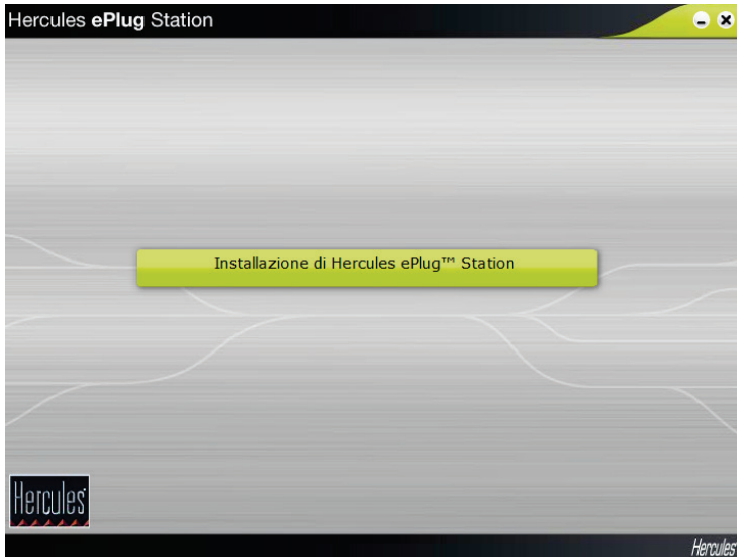 Hercules ePlug Station
Installazione di Hercules ePlug™ Station
Hercules
Hercules